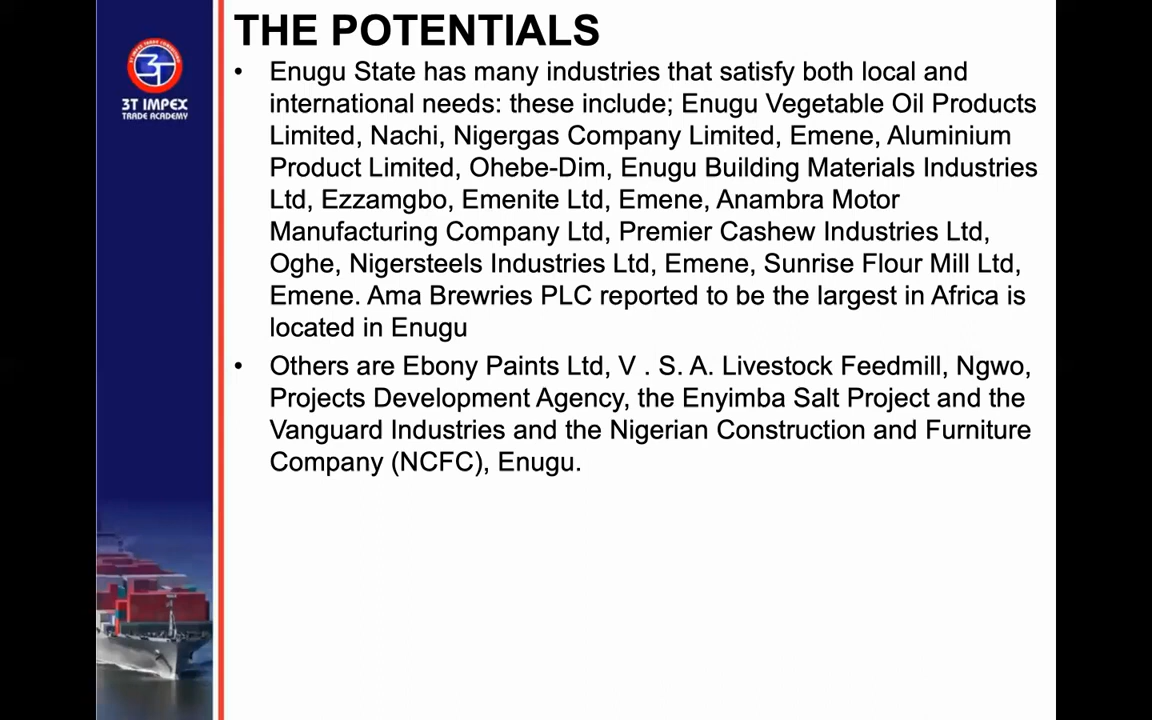 THE POTENTIALS
3T IMPEX
TRADE ACADEMY
• Enugu State has many industries that satisfy both local and
international needs: these include; Enugu Vegetable Oil Products
Limited, Nachi, Nigergas Company Limited, Emene, Aluminium
Product Limited, Ohebe-Dim, Enugu Building Materials Industries
Ltd, Ezzamgbo, Emenite Ltd, Emene, Anambra Motor
Manufacturing Company Ltd, Premier Cashew Industries Ltd,
Oghe, Nigersteels Industries Ltd, Emene, Sunrise Flour Mill Ltd,
Emene. Ama Brewries PLC reported to be the largest in Africa is
located in Enugu
• Others are Ebony Paints Ltd, V . S. A. Livestock Feedmill, Ngwo,
Projects Development Agency, the Enyimba Salt Project and the
Vanguard Industries and the Nigerian Construction and Furniture
Company (NCFC), Enugu.